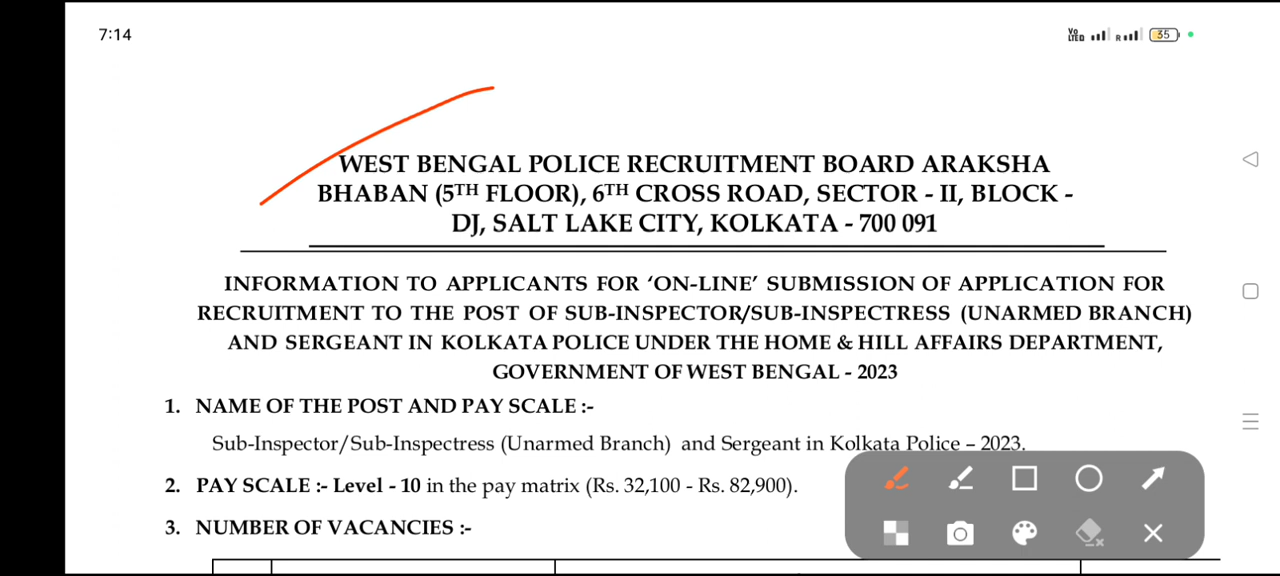 7:14
Vo LTED R 35
WEST BENGAL POLICE RECRUITMENT BOARD ARAKSHA
BHABAN (5TH FLOOR), 6TH CROSS ROAD, SECTOR - II, BLOCK -
DJ, SALT LAKE CITY, KOLKATA - 700 091
INFORMATION TO APPLICANTS FOR ‘ON-LINE’ SUBMISSION OF APPLICATION FOR
RECRUITMENT TO THE POST OF SUB-INSPECTOR/SUB-INSPECTRESS (UNARMED BRANCH)
AND SERGEANT IN KOLKATA POLICE UNDER THE HOME & HILL AFFAIRS DEPARTMENT,
GOVERNMENT OF WEST BENGAL - 2023
1. NAME OF THE POST AND PAY SCALE :-
Sub-Inspector/Sub-Inspectress (Unarmed Branch) and Sergeant in Kolkata Police – 2023.
2. PAY SCALE :- Level - 10 in the pay matrix (Rs. 32,100 - Rs. 82,900).
3. NUMBER OF VACANCIES :-